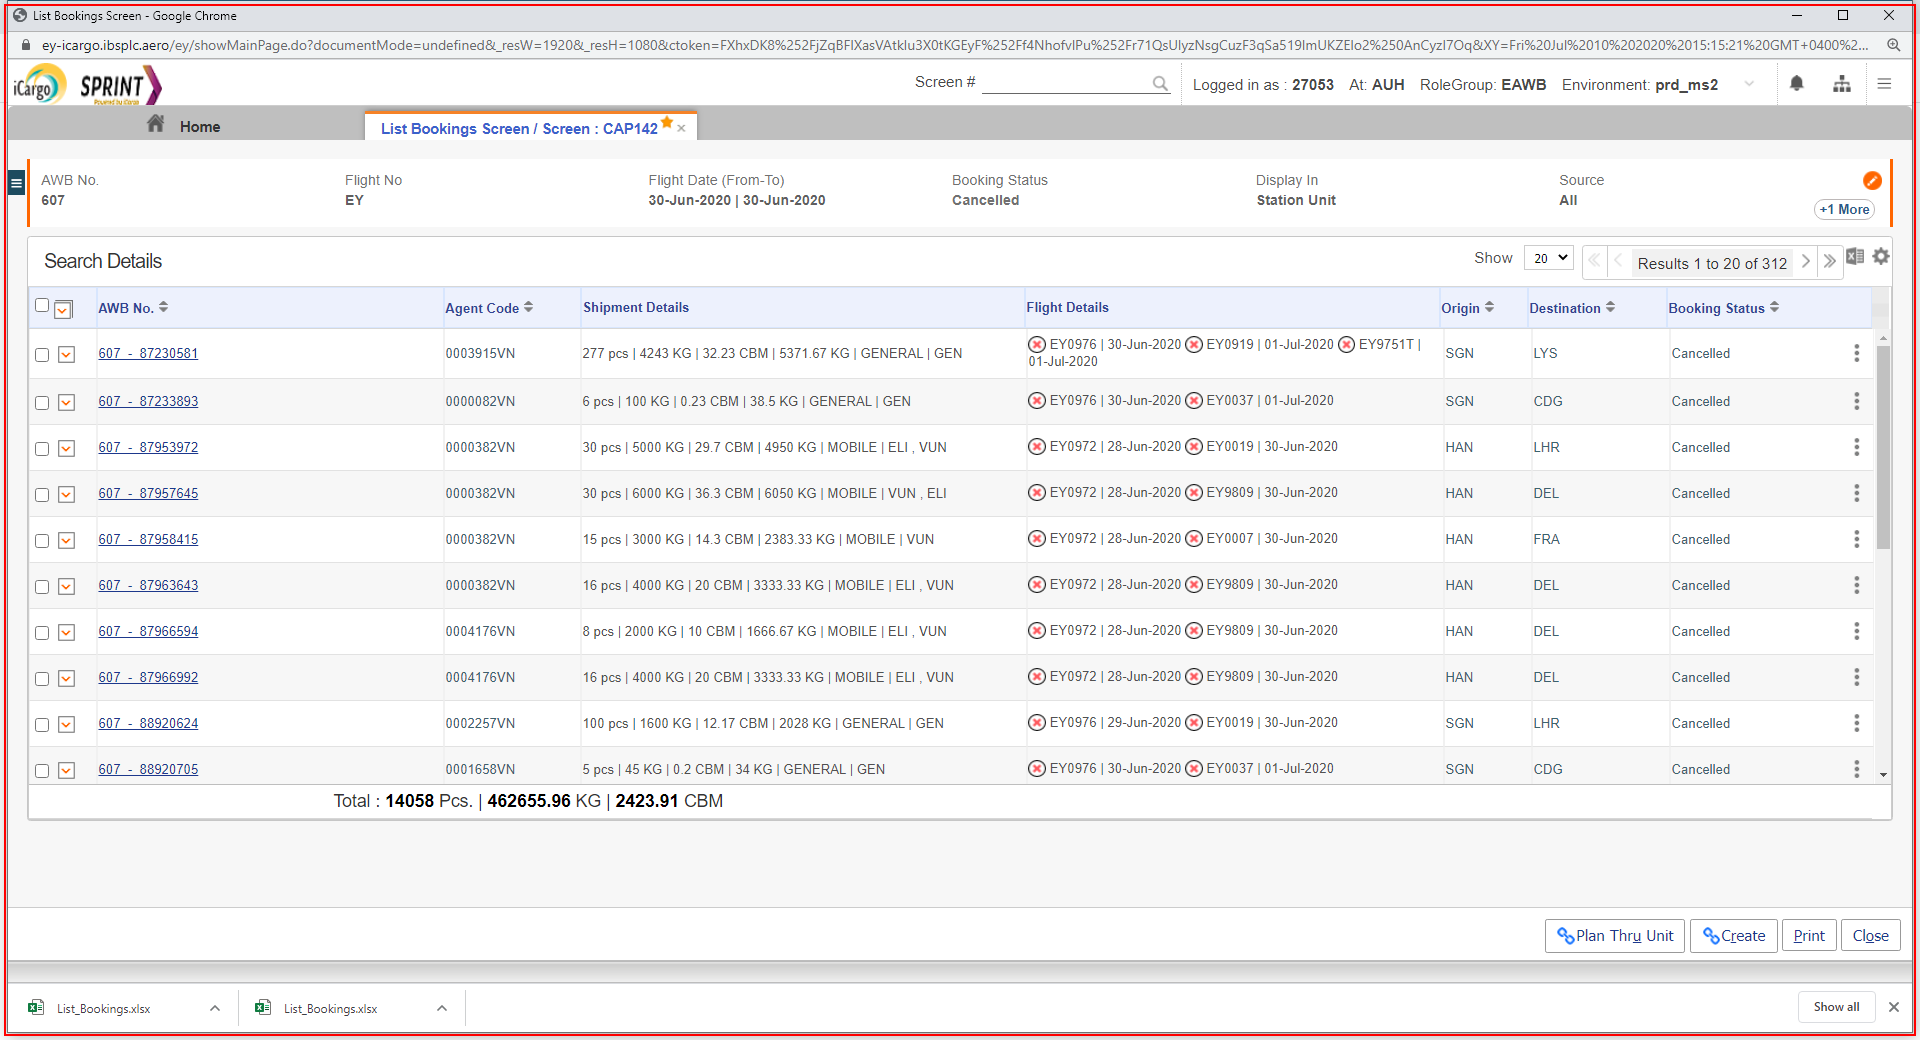 List Bookings Screen - Google Chrome
ey-icargo.ibsplc.aero/ey/showMainPage.do?documentMode=undefined&_resW=1920&_resH=1080&ctoken=
iCargo SPRINT Powered by iCargo
Screen #
Logged in as : 27053 At: AUH RoleGroup: EAWB Environment: prd_ms2
Home
List Bookings Screen / Screen : CAP142
AWB No. Flight No Flight Date (From-To) Booking Status Display In Source
607 EY 30-Jun-2020 | 30-Jun-2020 Cancelled Station Unit All
+1 More
Search Details
Show 20 Results 1 to 20 of 312
AWB No. Agent Code Shipment Details Flight Details Origin Destination Booking Status
607 - 87230581 0003915VN 277 pcs | 4243 KG | 32.23 CBM | 5371.67 KG | GENERAL | GEN EY0976 | 30-Jun-2020 EY0919 | 01-Jul-2020 EY9751T | SGN LYS Cancelled
01-Jul-2020
607 - 87233893 0000082VN 6 pcs | 100 KG | 0.23 CBM | 38.5 KG | GENERAL | GEN EY0976 | 30-Jun-2020 EY0037 | 01-Jul-2020 SGN CDG Cancelled
607 - 87953972 0000382VN 30 pcs | 5000 KG | 29.7 CBM | 4950 KG | MOBILE | ELI , VUN EY0972 | 28-Jun-2020 EY0019 | 30-Jun-2020 HAN LHR Cancelled
607 - 87957645 0000382VN 30 pcs | 6000 KG | 36.3 CBM | 6050 KG | MOBILE | VUN , ELI EY0972 | 28-Jun-2020 EY9809 | 30-Jun-2020 HAN DEL Cancelled
607 - 87958415 0000382VN 15 pcs | 3000 KG | 14.3 CBM | 2383.33 KG | MOBILE | VUN EY0972 | 28-Jun-2020 EY0007 | 30-Jun-2020 HAN FRA Cancelled
607 - 87963643 0000382VN 16 pcs | 4000 KG | 20 CBM | 3333.33 KG | MOBILE | ELI , VUN EY0972 | 28-Jun-2020 EY9809 | 30-Jun-2020 HAN DEL Cancelled
607 - 87966594 0004176VN 8 pcs | 2000 KG | 10 CBM | 1666.67 KG | MOBILE | ELI , VUN EY0972 | 28-Jun-2020 EY9809 | 30-Jun-2020 HAN DEL Cancelled
607 - 87966992 0004176VN 16 pcs | 4000 KG | 20 CBM | 3333.33 KG | MOBILE | ELI , VUN EY0972 | 28-Jun-2020 EY9809 | 30-Jun-2020 HAN DEL Cancelled
607 - 88920624 0002257VN 100 pcs | 1600 KG | 12.17 CBM | 2028 KG | GENERAL | GEN EY0976 | 29-Jun-2020 EY0019 | 30-Jun-2020 SGN LHR Cancelled
607 - 88920705 0001658VN 5 pcs | 45 KG | 0.2 CBM | 34 KG | GENERAL | GEN EY0976 | 30-Jun-2020 EY0037 | 01-Jul-2020 SGN CDG Cancelled
Total : 14058 Pcs. | 462655.96 KG | 2423.91 CBM
Plan Thru Unit Create Print Close
List_Bookings.xlsx List_Bookings.xlsx Show all